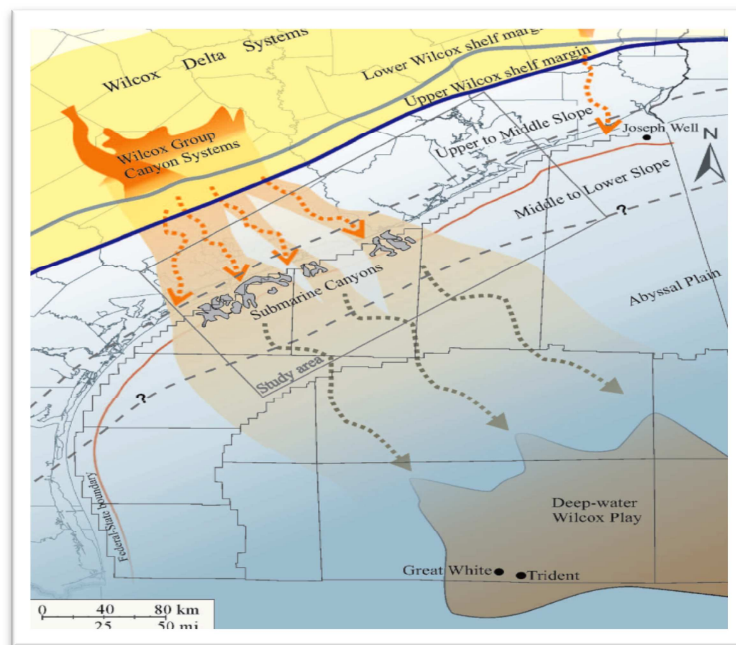 Wilcox Delta Systems
Lower Wilcox shelf marg
Upper Wilcox shelf margin
Wilcox Group
Canyon Systems
Upper to Middle Slope
Joseph Well
N
Middle to Lower Slope
?
Submarine Canyons
Abyssal Plain
Study area
?
Federal-State boundary
Deep-water
Wilcox Play
Great White
Trident
0 40 80 km
25 50 mi